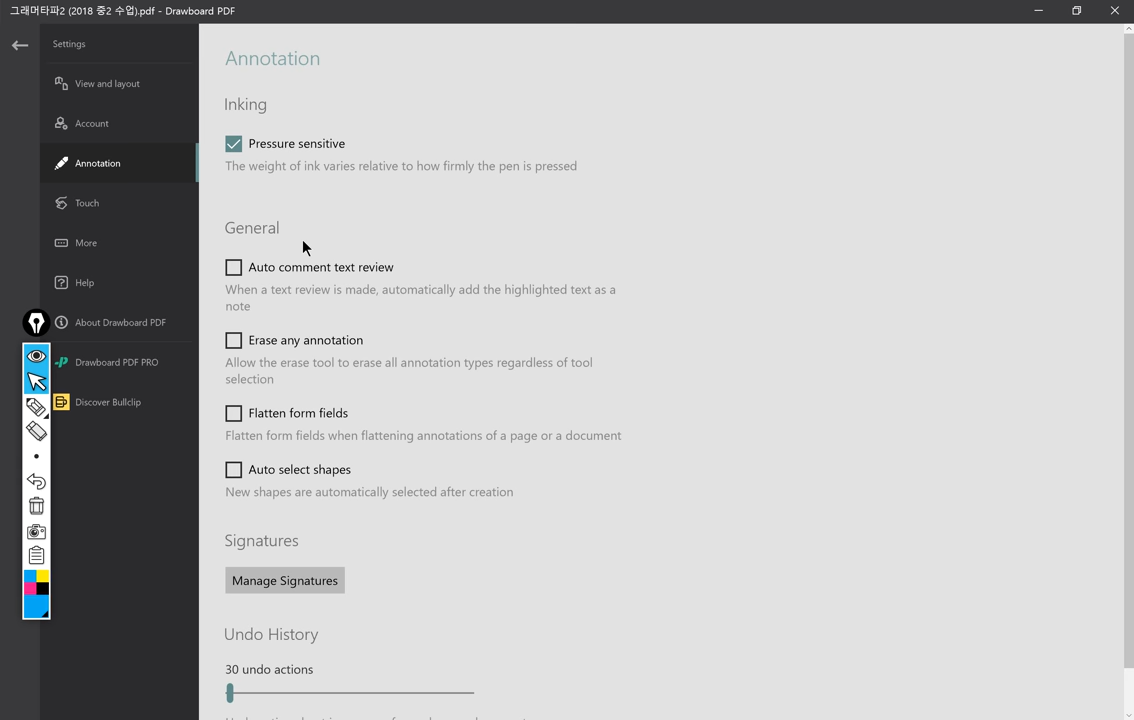 그래머타파2 (2018 중2 수업).pdf - Drawboard PDF
Settings
View and layout
Account
Annotation
Touch
More
Help
About Drawboard PDF
Drawboard PDF PRO
Discover Bullclip
Annotation
Inking
Pressure sensitive
The weight of ink varies relative to how firmly the pen is pressed
General
Auto comment text review
When a text review is made, automatically add the highlighted text as a
note
Erase any annotation
Allow the erase tool to erase all annotation types regardless of tool
selection
Flatten form fields
Flatten form fields when flattening annotations of a page or a document
Auto select shapes
New shapes are automatically selected after creation
Signatures
Manage Signatures
Undo History
30 undo actions